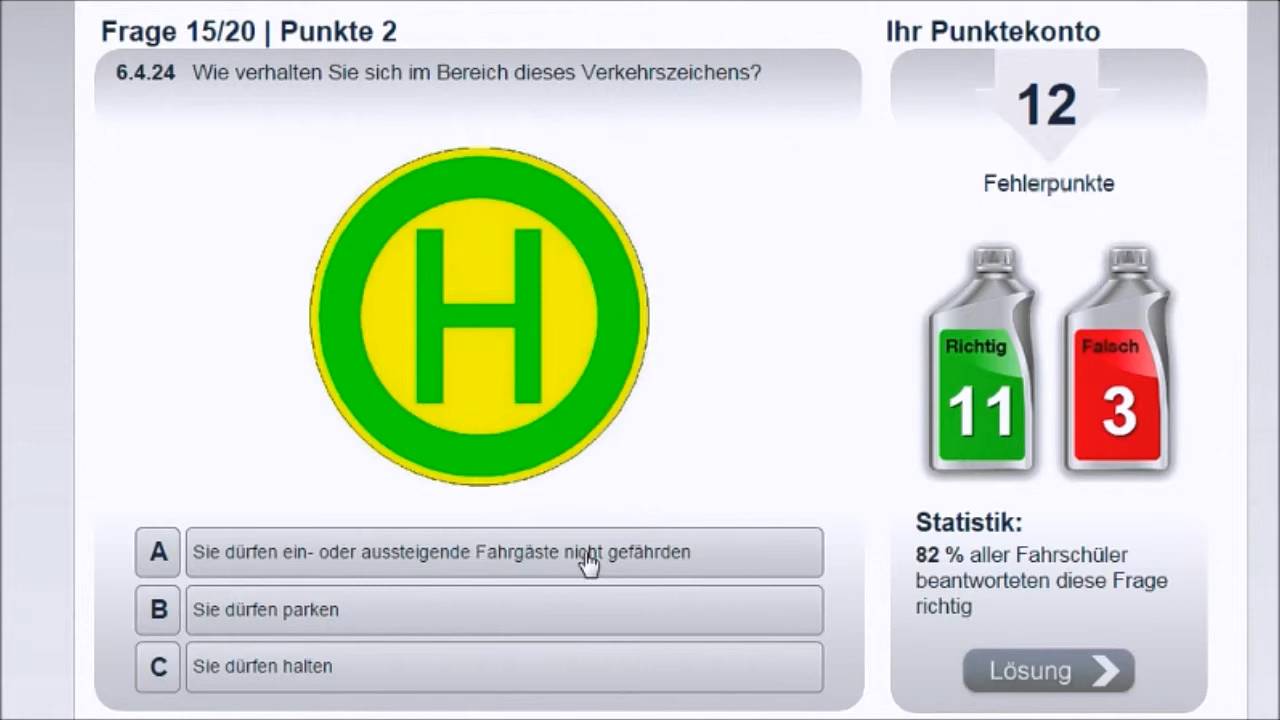 Frage 15/20 | Punkte 2
6.4.24 Wie verhalten Sie sich im Bereich dieses Verkehrszeichens?
H
A Sie dürfen ein- oder aussteigende Fahrgäste nicht gefährden
B Sie dürfen parken
C Sie dürfen halten
Ihr Punktekonto
12
Fehlerpunkte
Richtig
11
Falsch
3
Statistik:
82 % aller Fahrschüler
beantworteten diese Frage
richtig
Lösung